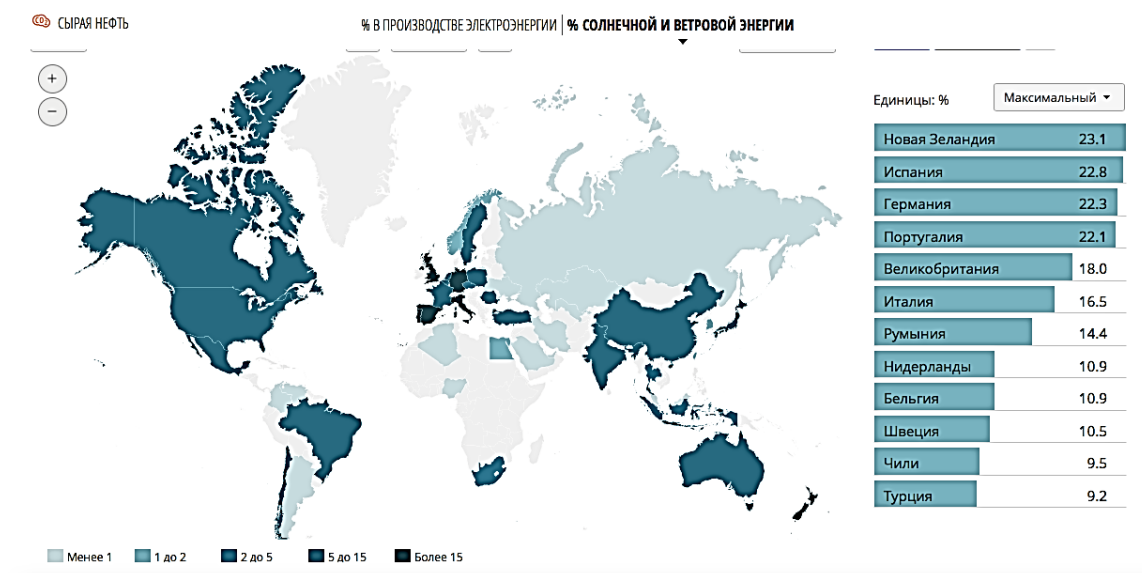 СЫРАЯ НЕФТЬ
% В ПРОИЗВОДСТВЕ ЭЛЕКТРОЭНЕРГИИ | % СОЛНЕЧНОЙ И ВЕТРОВОЙ ЭНЕРГИИ
Единицы: % Максимальный
Новая Зеландия 23.1
Испания 22.8
Германия 22.3
Португалия 22.1
Великобритания 18.0
Италия 16.5
Румыния 14.4
Нидерланды 10.9
Бельгия 10.9
Швеция 10.5
Чили 9.5
Турция 9.2
Менее 1 1 до 2 2 до 5 5 до 15 Более 15